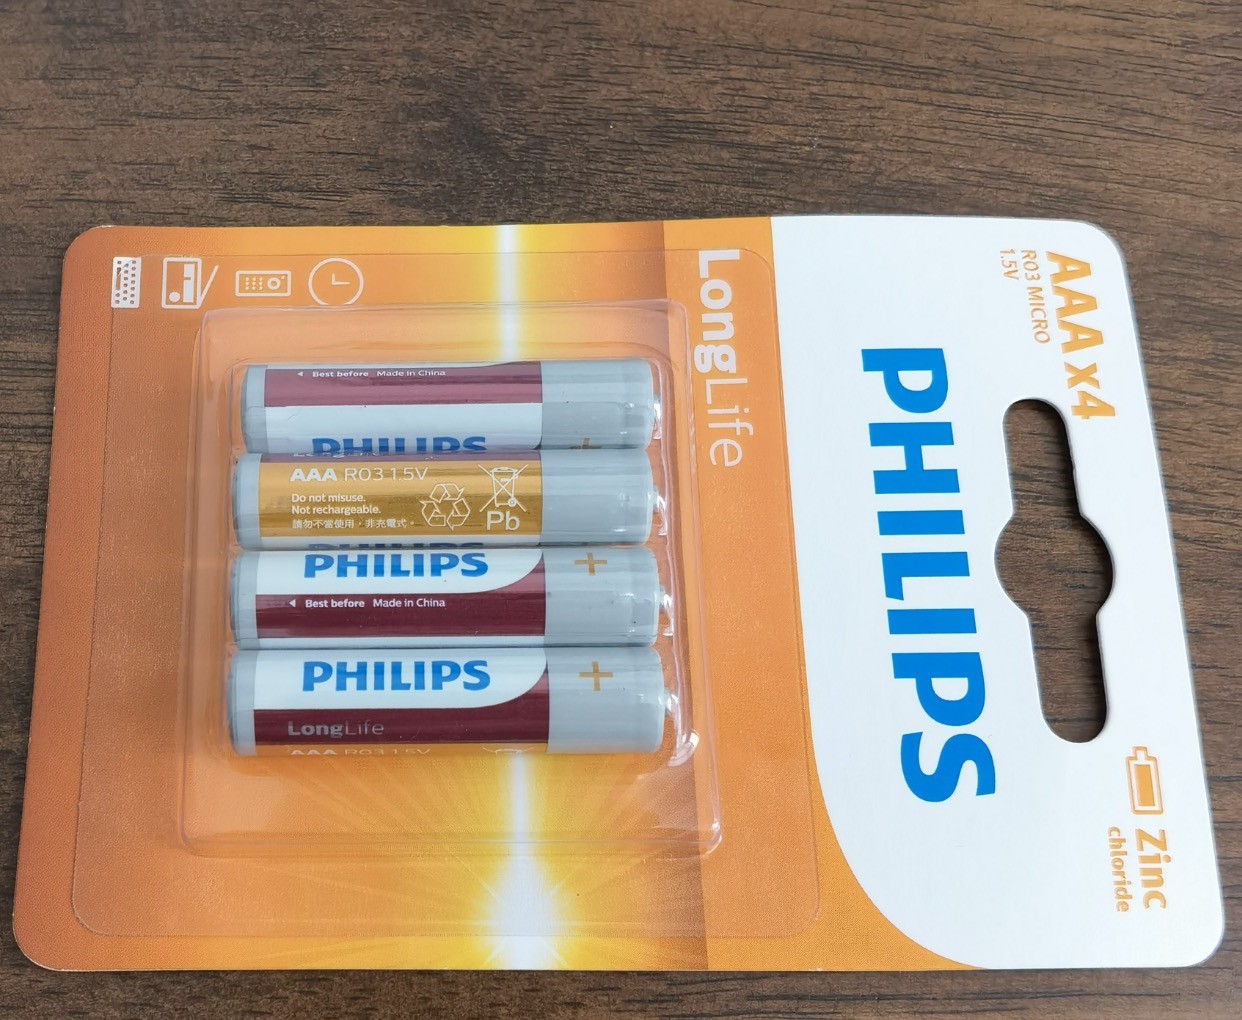 AAA x4
R03 MICRO
1.5V
PHILIPS
Zinc
chloride
LongLife
Best before Made in China
PHILIPS
+
AAA R03 1.5V
Do not misuse.
Not rechargeable.
請勿不當使用，非充電式。
Pb
PHILIPS
+
Best before Made in China
PHILIPS
+
LongLife
AAA R03 1.5V